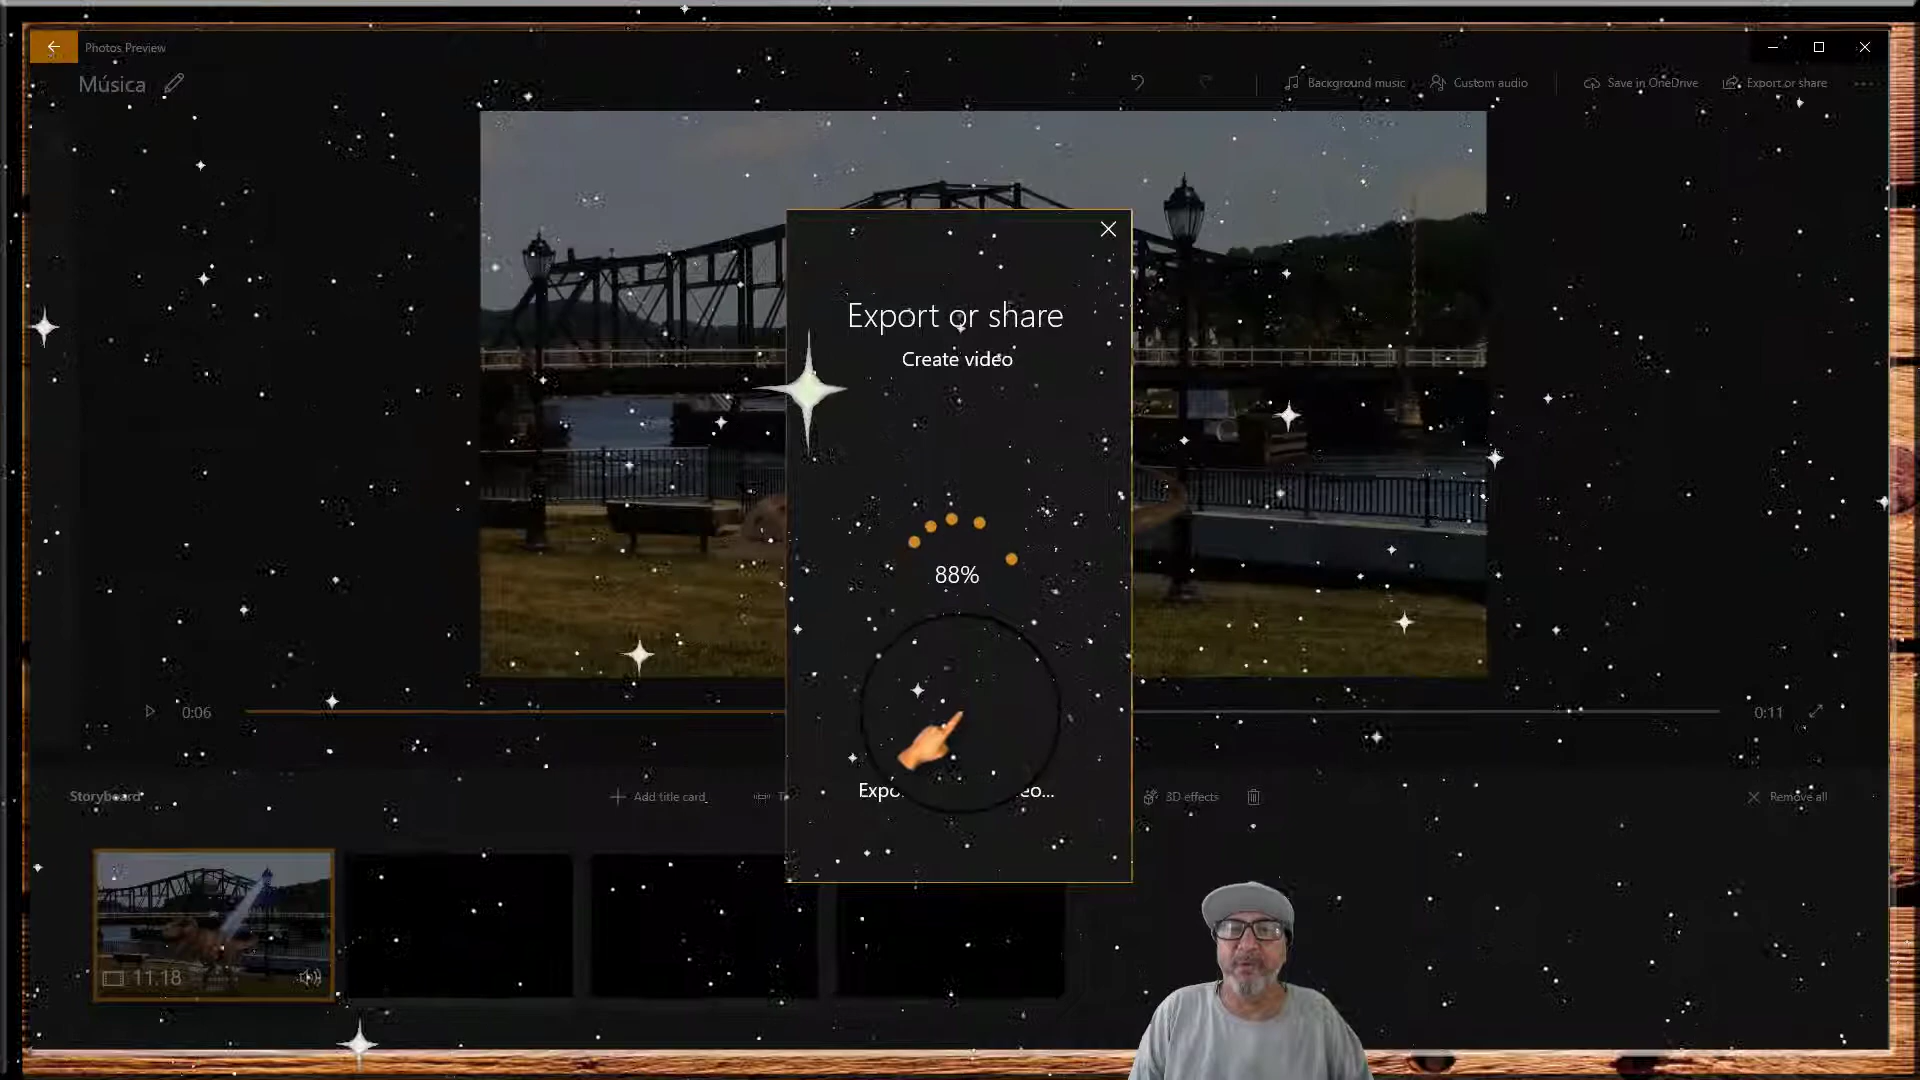 Photos Preview
Música
Background music
Custom audio
Save in OneDrive
Export or share
Export or share
Create video
88%
0:06
0:11
Storyboard
Add title card
3D effects
Remove all
11.18